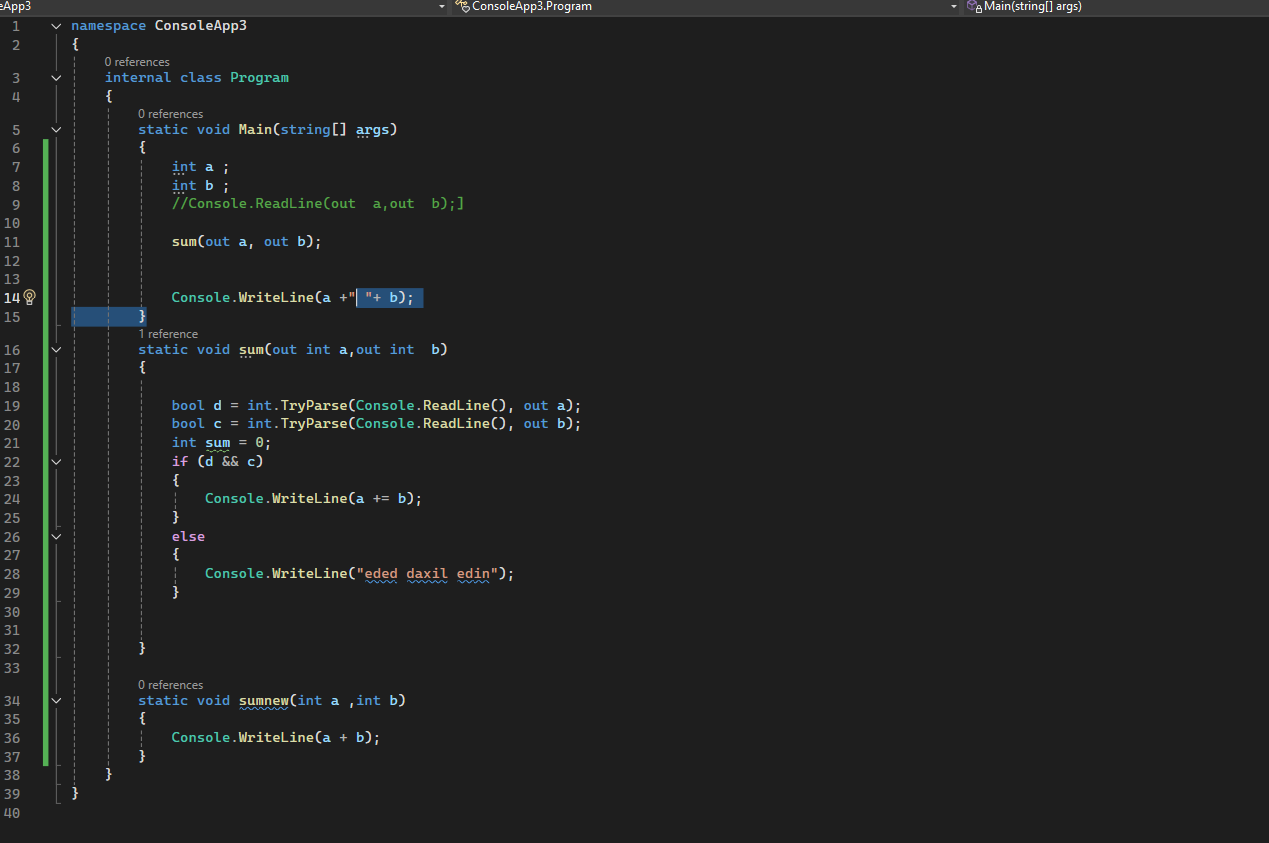 eApp3 ConsoleApp3.Program Main(string[] args)
1 namespace ConsoleApp3
2 {
0 references
3 internal class Program
4 {
0 references
5 static void Main(string[] args)
6 {
7 int a ;
8 int b ;
9 //Console.ReadLine(out  a,out  b);]
10
11 sum(out a, out b);
12
13
14 Console.WriteLine(a +" "+ b);
15 }
1 reference
16 static void sum(out int a,out int  b)
17 {
18
19 bool d = int.TryParse(Console.ReadLine(), out a);
20 bool c = int.TryParse(Console.ReadLine(), out b);
21 int sum = 0;
22 if (d && c)
23 {
24 Console.WriteLine(a += b);
25 }
26 else
27 {
28 Console.WriteLine("eded daxil edin");
29 }
30
31
32 }
33
0 references
34 static void sumnew(int a ,int b)
35 {
36 Console.WriteLine(a + b);
37 }
38 }
39 }
40